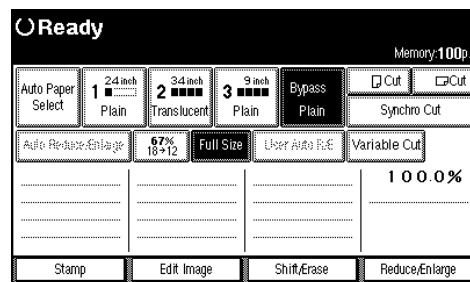 Ready
Memory:100p.
Auto Paper Select
1 24inch Plain
2 34inch Translucent
3 9inch Plain
Bypass Plain
Cut
Cut
Synchro Cut
Auto Reduce/Enlarge
67% 18→12
Full Size
User Auto R/E
Variable Cut
100.0%
Stamp
Edit Image
Shift/Erase
Reduce/Enlarge